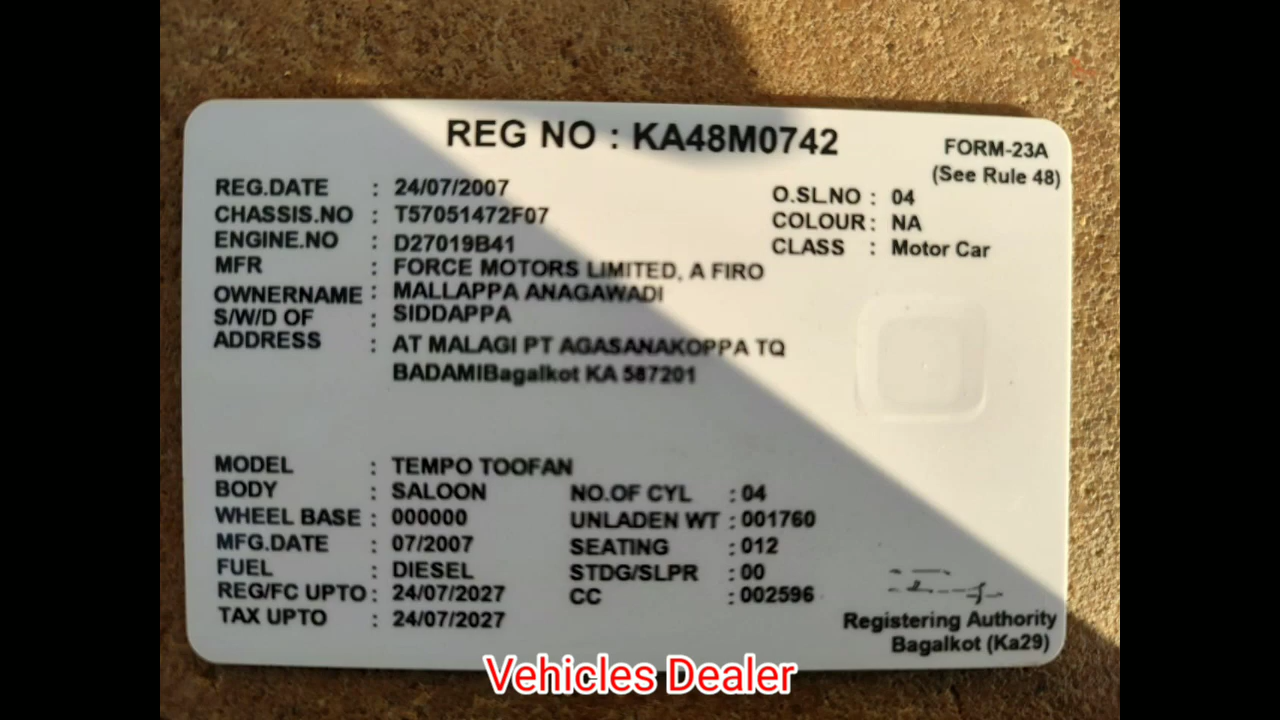 REG NO : KA48M0742
FORM-23A
(See Rule 48)
REG.DATE : 24/07/2007
O.SL.NO : 04
CHASSIS.NO : T57051472F07
COLOUR : NA
ENGINE.NO : D27019B41
CLASS : Motor Car
MFR : FORCE MOTORS LIMITED, A FIRO
OWNERNAME : MALLAPPA ANAGAWADI
S/W/D OF : SIDDAPPA
ADDRESS : AT MALAGI PT AGASANAKOPPA TQ
BADAMIBagalkot KA 587201
MODEL : TEMPO TOOFAN
BODY : SALOON NO.OF CYL : 04
WHEEL BASE : 000000 UNLADEN WT : 001760
MFG.DATE : 07/2007 SEATING : 012
FUEL : DIESEL STDG/SLPR : 00
REG/FC UPTO : 24/07/2027 CC : 002596
TAX UPTO : 24/07/2027
Registering Authority
Bagalkot (Ka29)
Vehicles Dealer